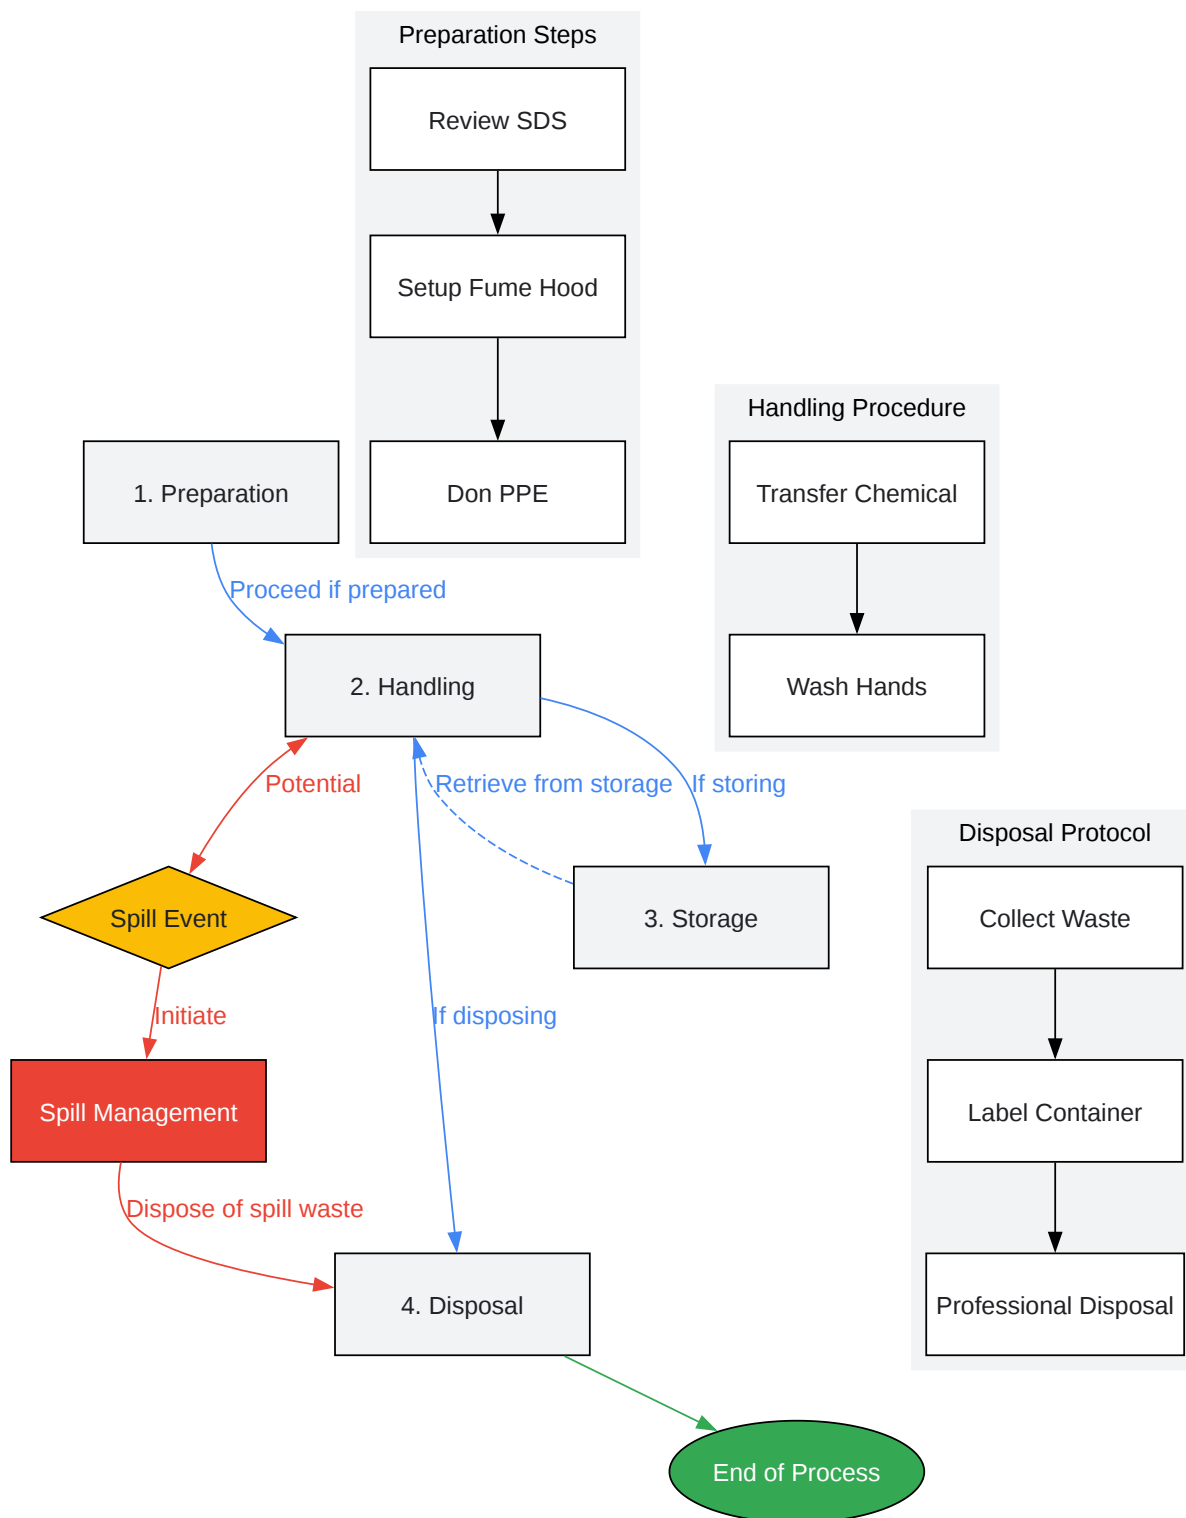 Preparation Steps
Review SDS
Setup Fume Hood
Don PPE
Handling Procedure
Transfer Chemical
Wash Hands
1. Preparation
Proceed if prepared
2. Handling
Potential
Retrieve from storage
If storing
Spill Event
3. Storage
Initiate
If disposing
Spill Management
Dispose of spill waste
4. Disposal
Disposal Protocol
Collect Waste
Label Container
Professional Disposal
End of Process